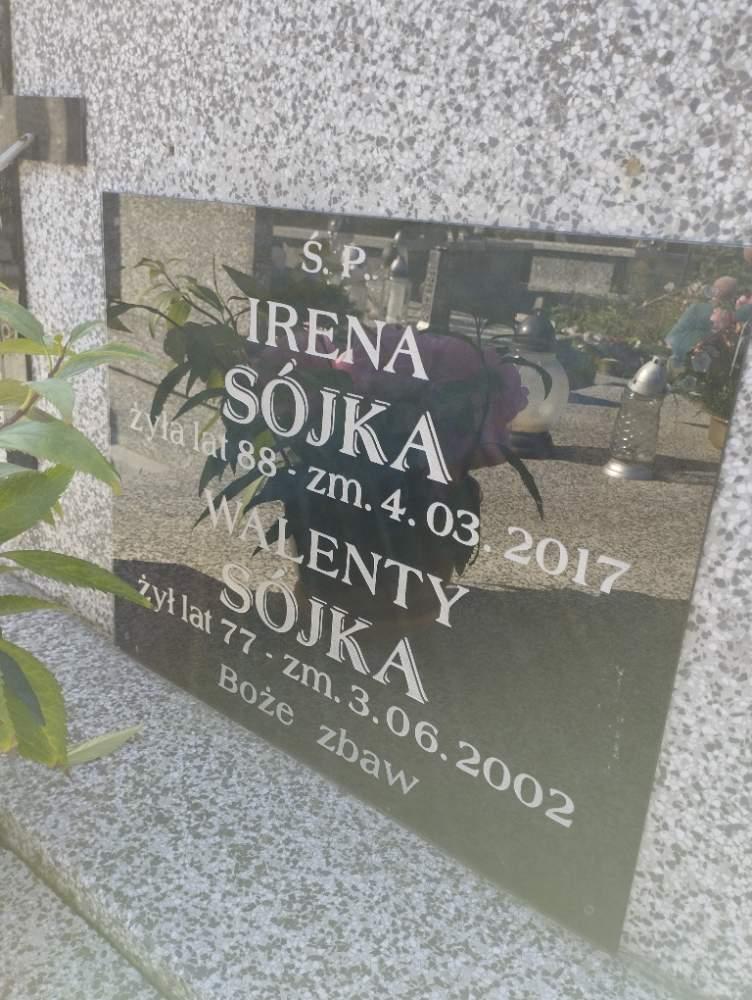 Ś. P.
IRENA
SÓJKA
żyła lat 88 - zm. 4. 03. 2017
WALENTY
SÓJKA
żył lat 77 - zm. 3. 06. 2002
Boże zbaw